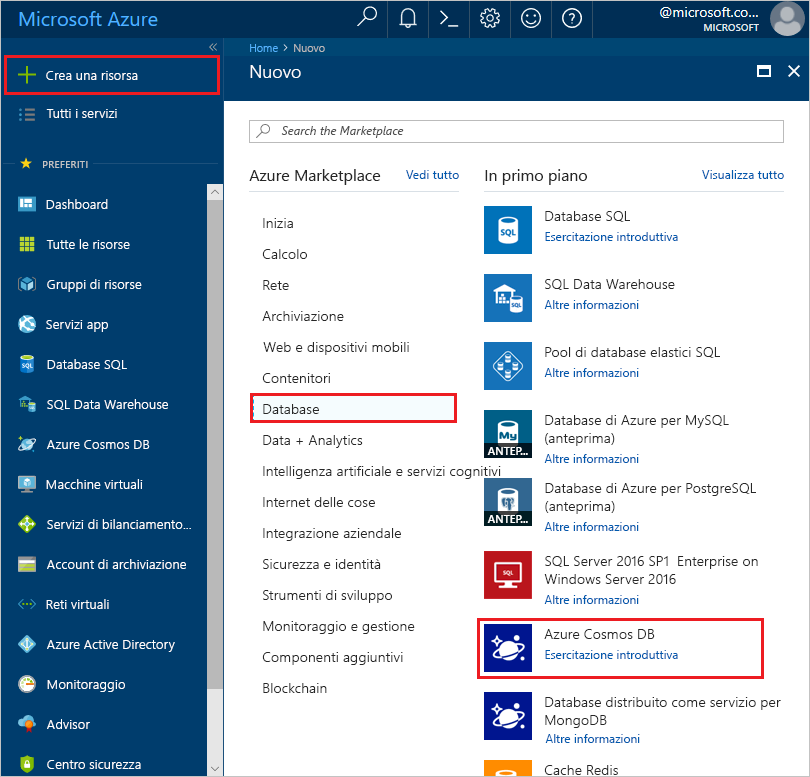 Microsoft Azure
@microsoft.co...
MICROSOFT
Crea una risorsa
Tutti i servizi
PREFERITI
Dashboard
Tutte le risorse
Gruppi di risorse
Servizi app
SQL
Database SQL
SQL Data Warehouse
Azure Cosmos DB
Macchine virtuali
Servizi di bilanciamento...
Account di archiviazione
Reti virtuali
Azure Active Directory
Monitoraggio
Advisor
Centro sicurezza
Home > Nuovo
Nuovo
Search the Marketplace
Azure Marketplace
Vedi tutto
Inizia
Calcolo
Rete
Archiviazione
Web e dispositivi mobili
Contenitori
Database
Data + Analytics
Intelligenza artificiale e servizi cognitivi
Internet delle cose
Integrazione aziendale
Sicurezza e identità
Strumenti di sviluppo
Monitoraggio e gestione
Componenti aggiuntivi
Blockchain
In primo piano
Visualizza tutto
SQL
Database SQL
Esercitazione introduttiva
SQL
SQL Data Warehouse
Altre informazioni
Pool di database elastici SQL
Altre informazioni
My
ANTEP...
Database di Azure per MySQL
(anteprima)
Altre informazioni
ANTEP...
Database di Azure per PostgreSQL
(anteprima)
Altre informazioni
SQL
SQL Server 2016 SP1 Enterprise on
Windows Server 2016
Altre informazioni
Azure Cosmos DB
Esercitazione introduttiva
Database distribuito come servizio per
MongoDB
Altre informazioni
Cache Redis